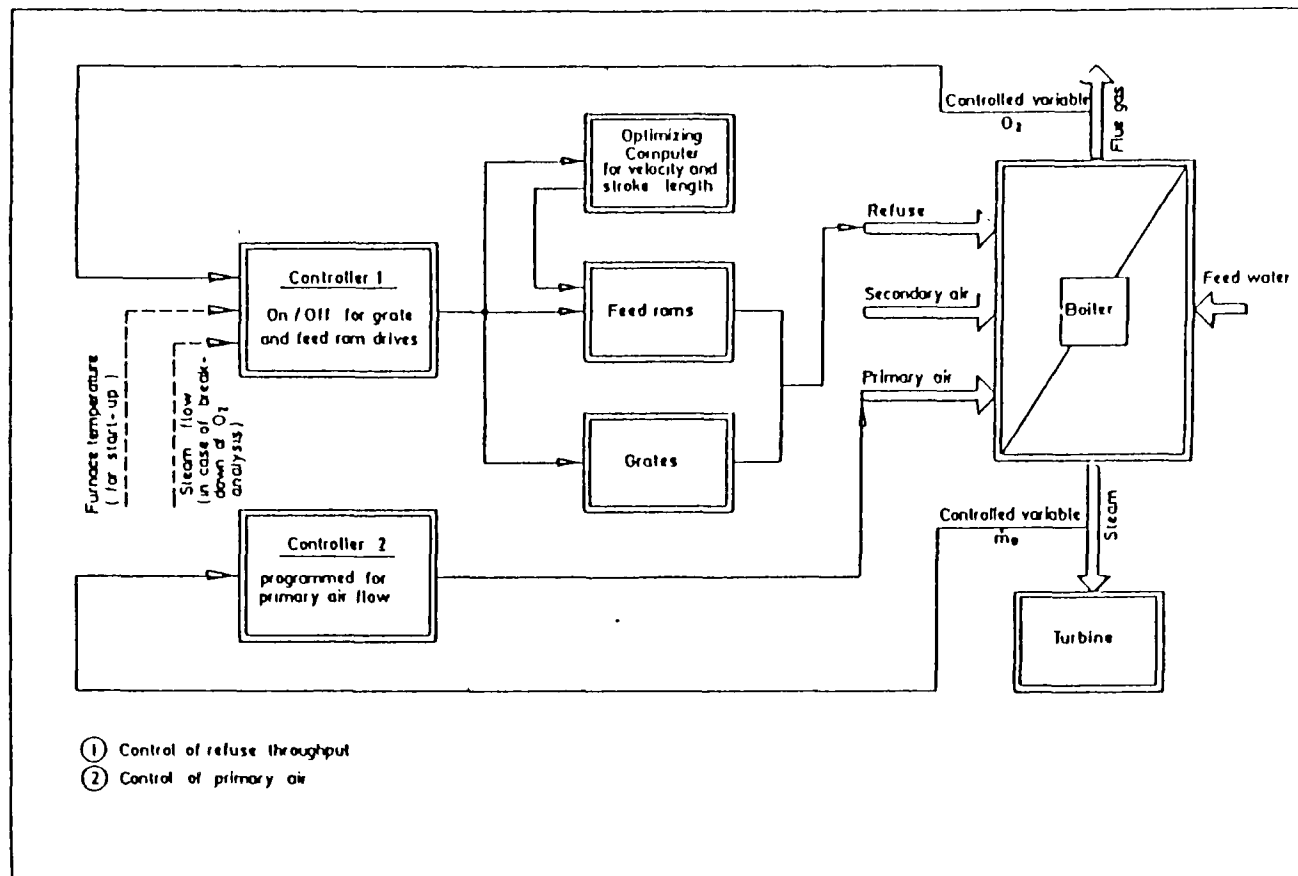 Controlled variable
O₂
Flue gas
Optimizing
Computer
for velocity and
stroke length
Refuse
Controller 1
On / Off for grate
and feed ram drives
Feed rams
Secondary air
Boiler
Feed water
Primary air
Furnace temperature
( for start-up )
Steam flow
(in case of break-
down of O₂
analysis)
Grates
Controller 2
programmed for
primary air flow
Controlled variable
Steam
Turbine
① Control of refuse throughput
② Control of primary air